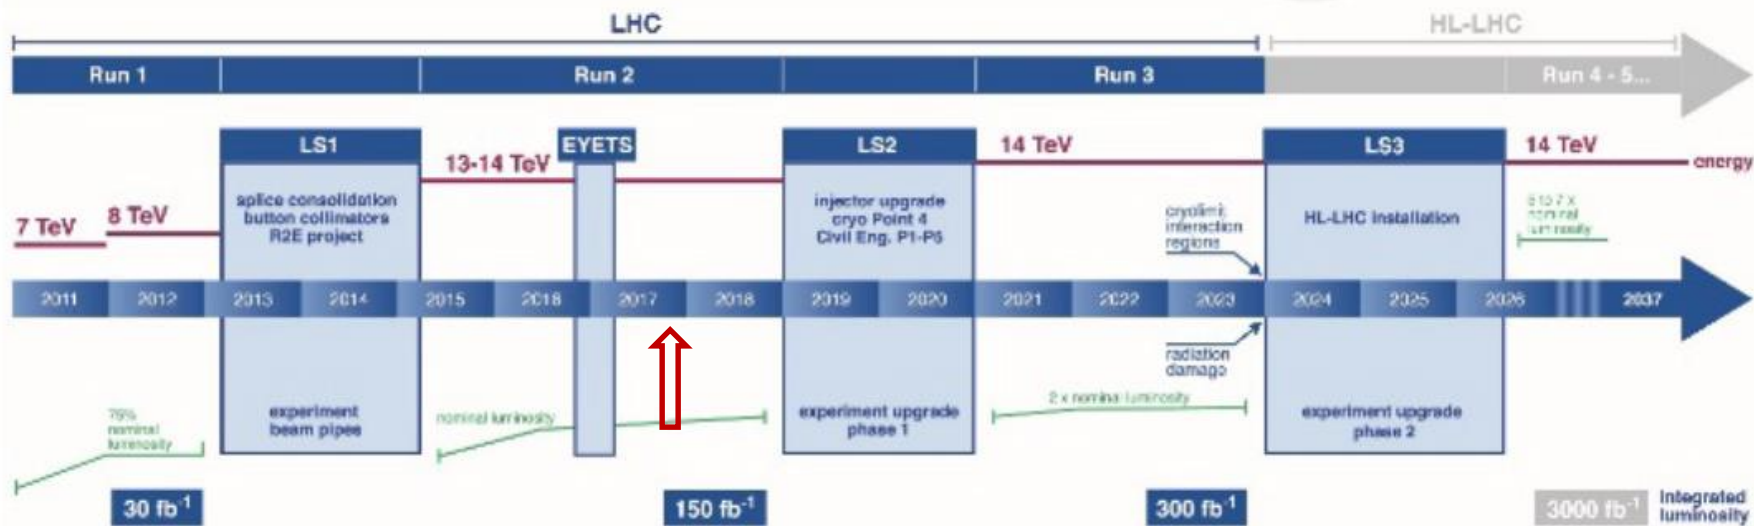 LHC
HL-LHC
Run 1
Run 2
Run 3
Run 4 - 5...
LS1
EYETS
LS2
LS3
13-14 TeV
14 TeV
14 TeV
energy
7 TeV
8 TeV
splice consolidation
button collimators
R2E project
injector upgrade
cryo Point 4
Civil Eng. P1-P5
cryolimit
interaction
regions
HL-LHC installation
5 to 7 x
nominal
luminosity
2011
2012
2013
2014
2015
2016
2017
2018
2019
2020
2021
2022
2023
2024
2025
2026
2037
radiation
damage
75%
nominal
luminosity
experiment
beam pipes
nominal luminosity
experiment upgrade
phase 1
2 x nominal luminosity
experiment upgrade
phase 2
30 fb⁻¹
150 fb⁻¹
300 fb⁻¹
3000 fb⁻¹
Integrated
luminosity